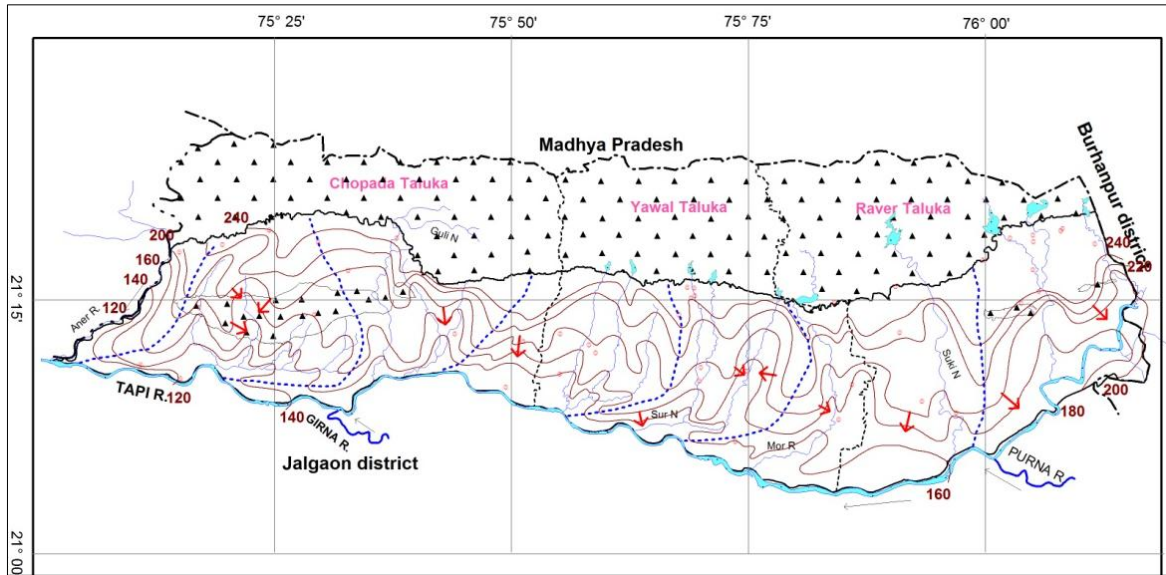 75° 25'
75° 50'
75° 75'
76° 00'
Madhya Pradesh
Burhanpur district
Chopada Taluka
Yawal Taluka
Raver Taluka
240
200
Guli N
160
240
220
140
21° 15'
120
Aner R.
Suki N
TAPI R.
120
200
140
GIRNA R.
Sur N
180
Mor R
Jalgaon district
PURNA R
160
21° 00'